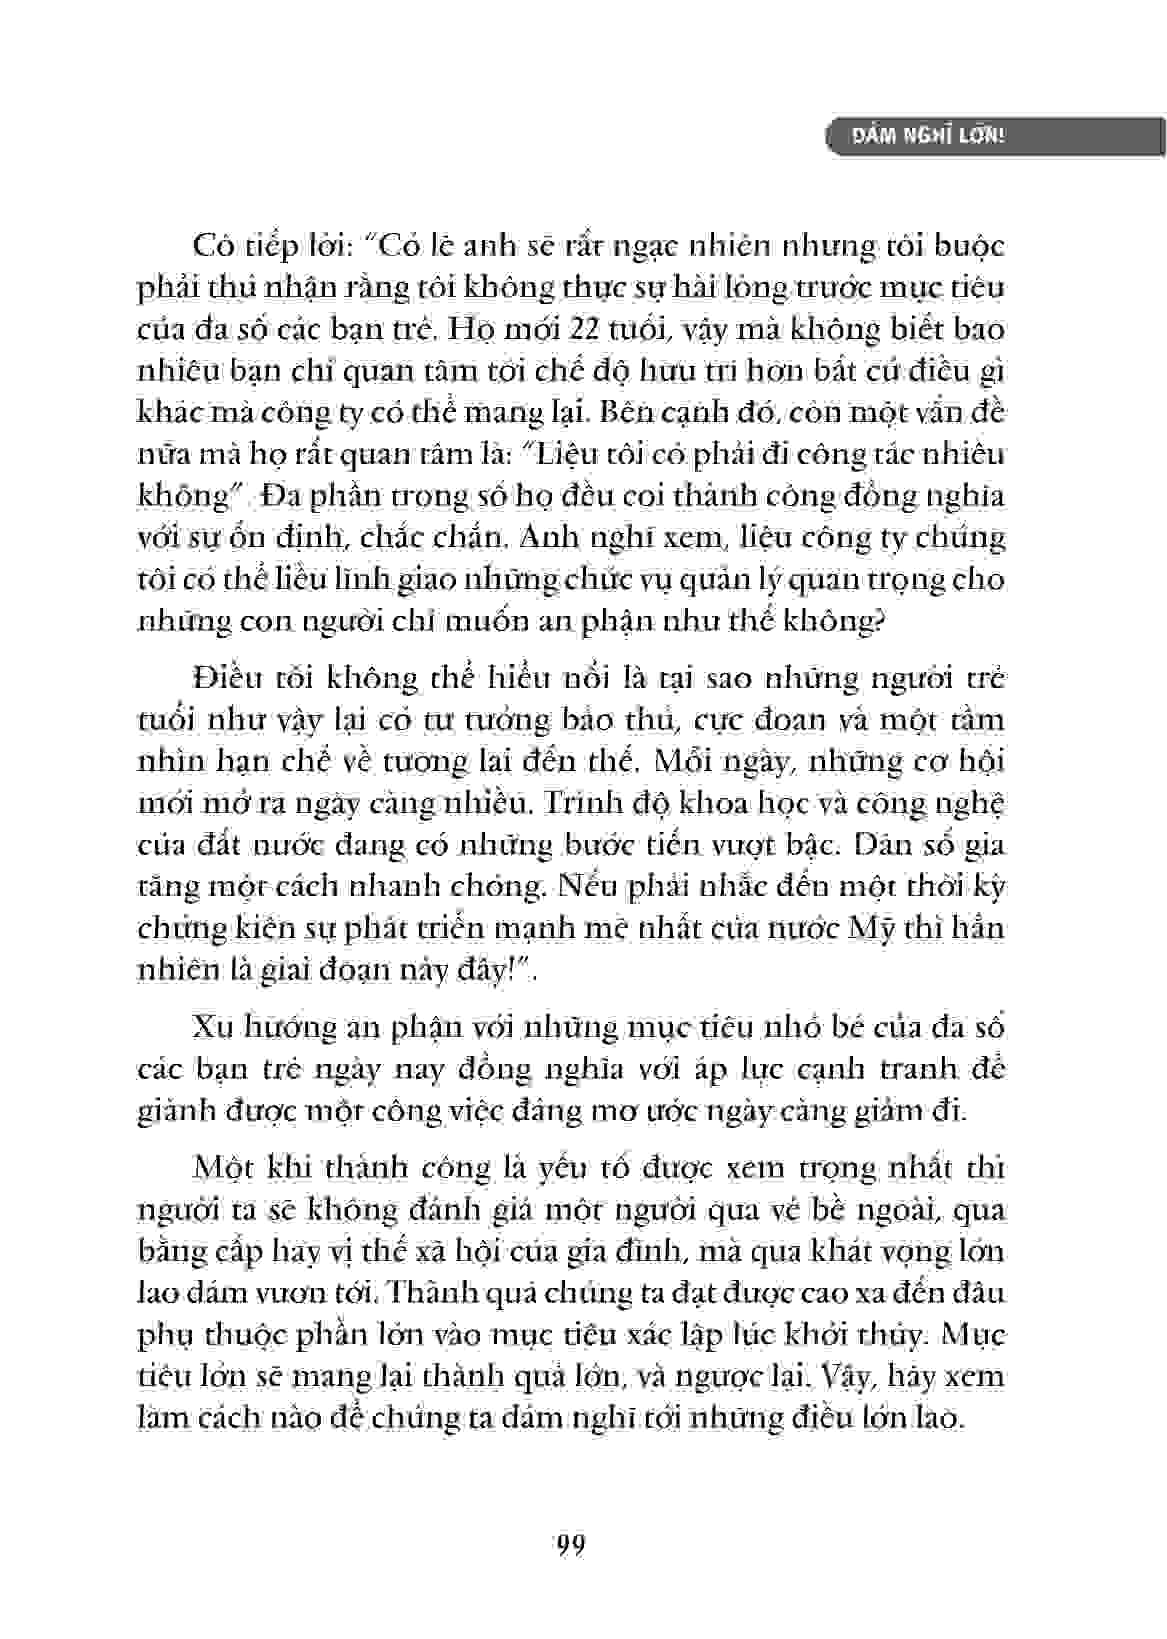 DÁM NGHĨ LỚN!
Cô tiếp lời: “Có lẽ anh sẽ rất ngạc nhiên nhưng tôi buộc
phải thú nhận rằng tôi không thực sự hài lòng trước mục tiêu
của đa số các bạn trẻ. Họ mới 22 tuổi, vậy mà không biết bao
nhiêu bạn chỉ quan tâm tới chế độ hưu trí hơn bất cứ điều gì
khác mà công ty có thể mang lại. Bên cạnh đó, còn một vấn đề
nữa mà họ rất quan tâm là: “Liệu tôi có phải đi công tác nhiều
không”. Đa phần trong số họ đều coi thành công đồng nghĩa
với sự ổn định, chắc chắn. Anh nghĩ xem, liệu công ty chúng
tôi có thể liều lĩnh giao những chức vụ quản lý quan trọng cho
những con người chỉ muốn an phận như thế không?
Điều tôi không thể hiểu nổi là tại sao những người trẻ
tuổi như vậy lại có tư tưởng bảo thủ, cực đoan và một tầm
nhìn hạn chế về tương lai đến thế. Mỗi ngày, những cơ hội
mới mở ra ngày càng nhiều. Trình độ khoa học và công nghệ
của đất nước đang có những bước tiến vượt bậc. Dân số gia
tăng một cách nhanh chóng. Nếu phải nhắc đến một thời kỳ
chứng kiến sự phát triển mạnh mẽ nhất của nước Mỹ thì hẳn
nhiên là giai đoạn này đây!”.
Xu hướng an phận với những mục tiêu nhỏ bé của đa số
các bạn trẻ ngày nay đồng nghĩa với áp lực cạnh tranh để
giành được một công việc đáng mơ ước ngày càng giảm đi.
Một khi thành công là yếu tố được xem trọng nhất thì
người ta sẽ không đánh giá một người qua vẻ bề ngoài, qua
bằng cấp hay vị thế xã hội của gia đình, mà qua khát vọng lớn
lao dám vươn tới. Thành quả chúng ta đạt được cao xa đến đâu
phụ thuộc phần lớn vào mục tiêu xác lập lúc khởi thủy. Mục
tiêu lớn sẽ mang lại thành quả lớn, và ngược lại. Vậy, hãy xem
làm cách nào để chúng ta dám nghĩ tới những điều lớn lao.
99